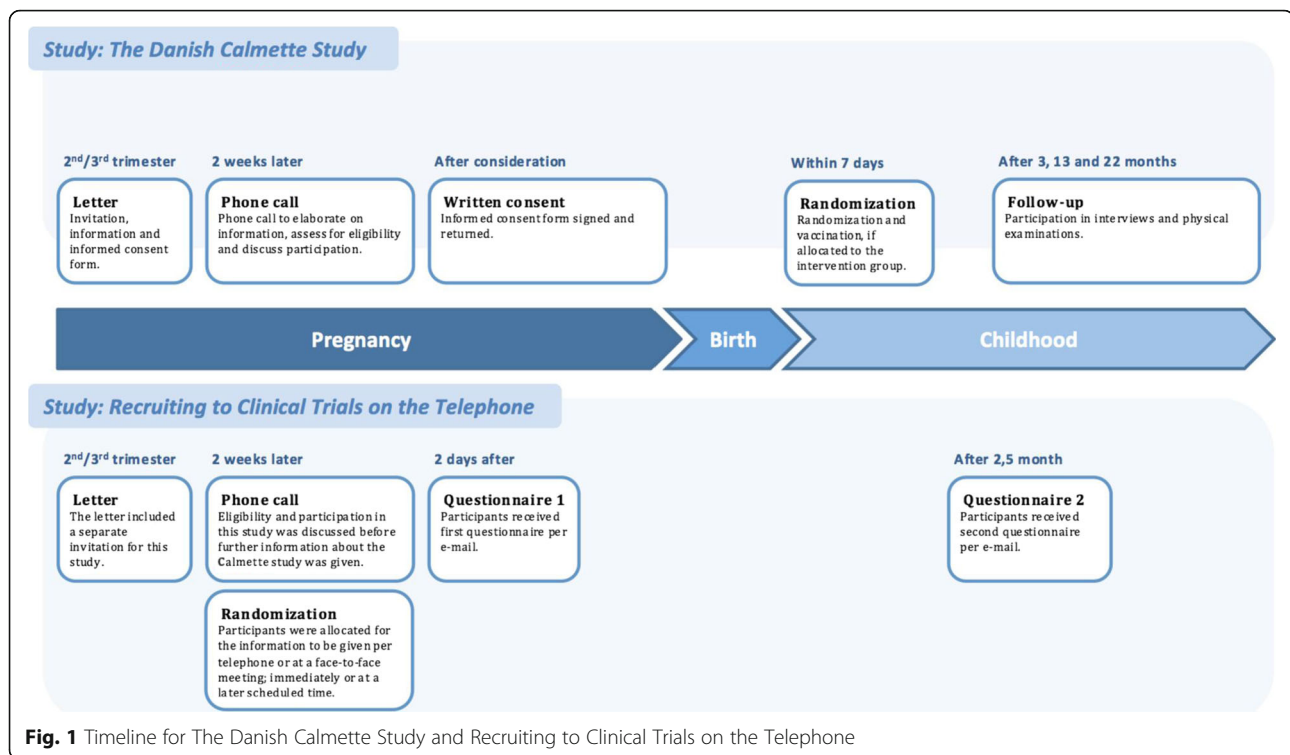 Study: The Danish Calmette Study
2nd/3rd trimester
Letter
Invitation,
information and
informed consent
form.
2 weeks later
Phone call
Phone call to elaborate on
information, assess for eligibility
and discuss participation.
After consideration
Written consent
Informed consent form signed and
returned.
Within 7 days
Randomization
Randomization and
vaccination, if
allocated to the
intervention group.
After 3, 13 and 22 months
Follow-up
Participation in interviews and physical
examinations.
Pregnancy
Birth
Childhood
Study: Recruiting to Clinical Trials on the Telephone
2nd/3rd trimester
Letter
The letter included
a separate
invitation for this
study.
2 weeks later
Phone call
Eligibility and participation in
this study was discussed before
further information about the
Calmette study was given.
Randomization
Participants were allocated for
the information to be given per
telephone or at a face-to-face
meeting; immediately or at a
later scheduled time.
2 days after
Questionnaire 1
Participants received
first questionnaire per
e-mail.
After 2,5 month
Questionnaire 2
Participants received
second questionnaire
per e-mail.
Fig. 1 Timeline for The Danish Calmette Study and Recruiting to Clinical Trials on the Telephone